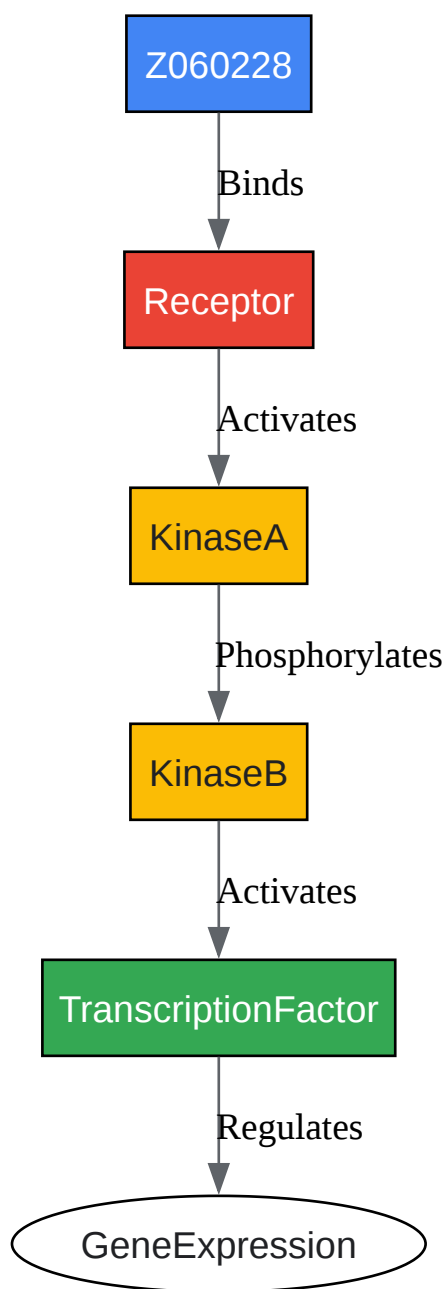 Z060228
Binds
Receptor
Activates
KinaseA
Phosphorylates
KinaseB
Activates
TranscriptionFactor
Regulates
GeneExpression